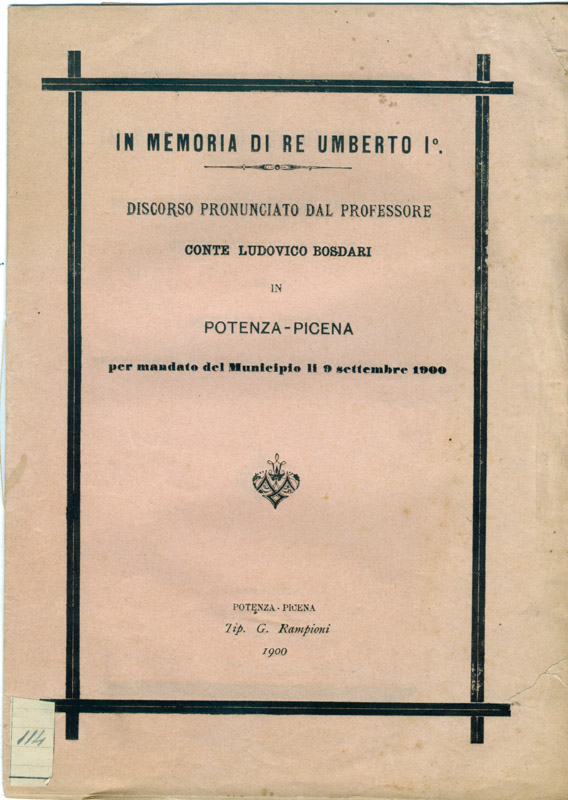 IN MEMORIA DI RE UMBERTO Iº.
DISCORSO PRONUNCIATO DAL PROFESSORE
CONTE LUDOVICO BOSDARI
IN
POTENZA-PICENA
per mandato del Municipio li 9 settembre 1900
POTENZA-PICENA
Tip. G. Rampioni
1900
114